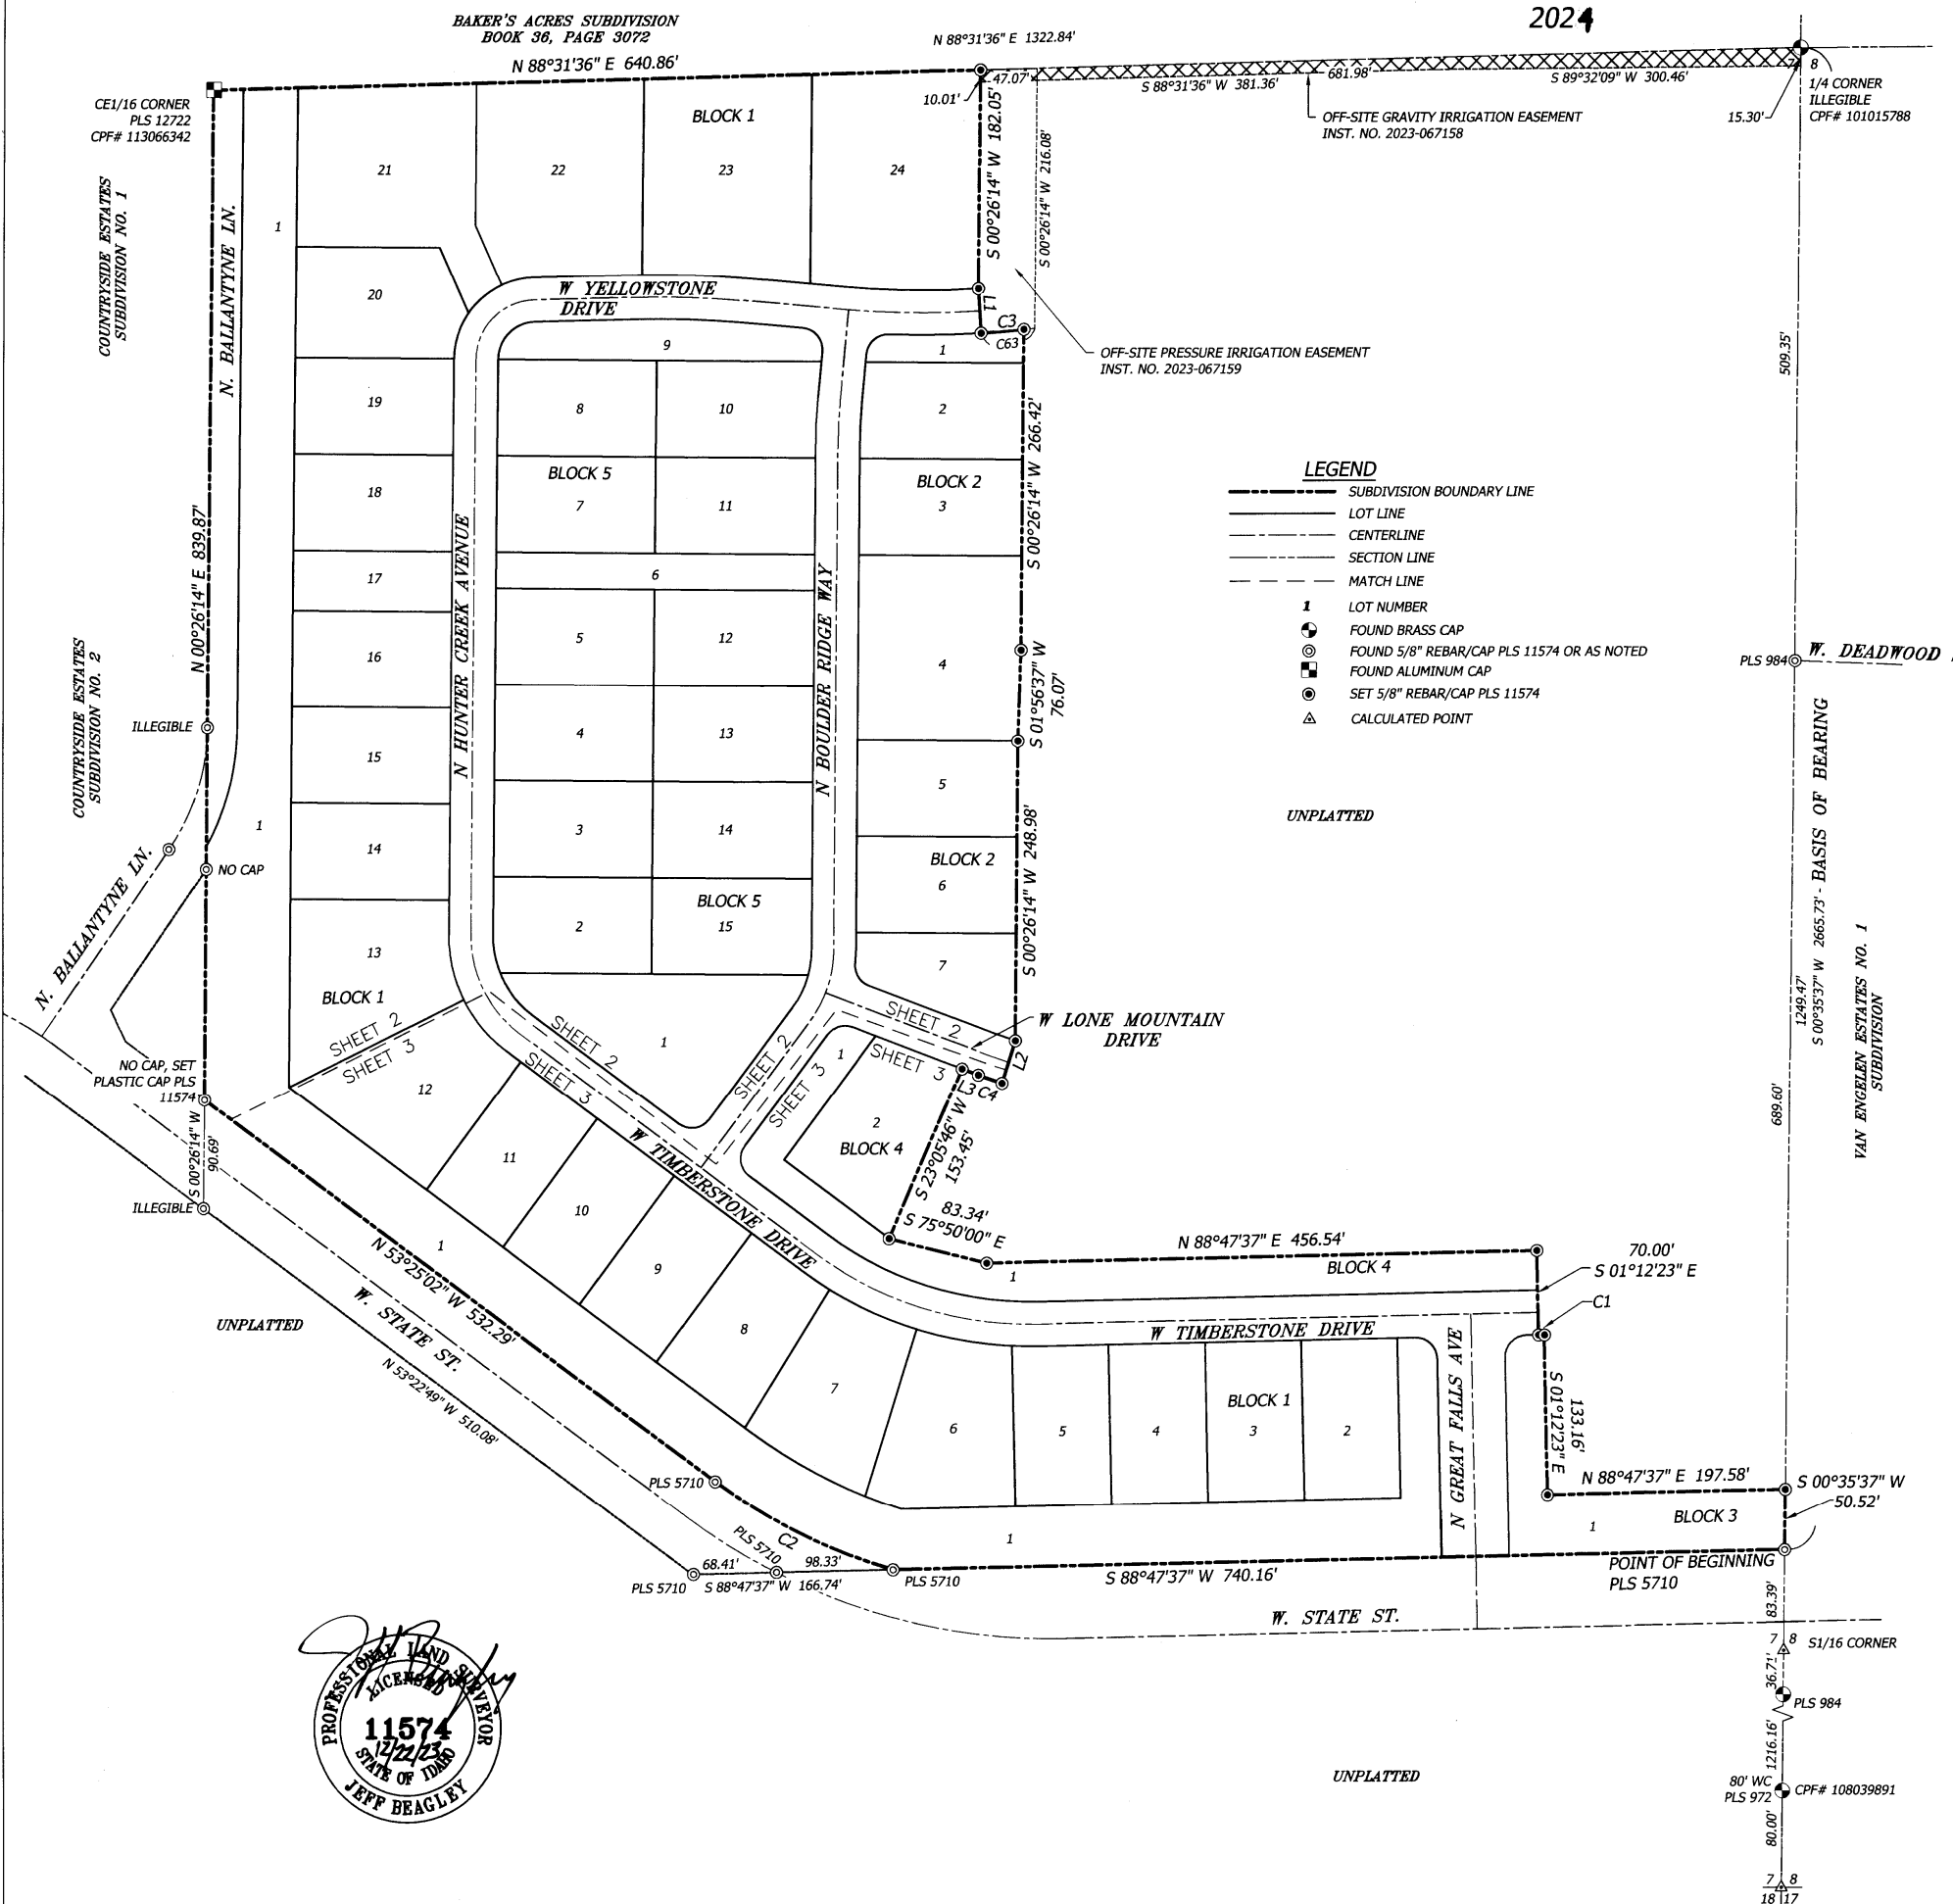 2024
BAKER'S ACRES SUBDIVISION
BOOK 36, PAGE 3072
N 88°31'36" E 640.86'
N 88°31'36" E 1322.84'
47.07'
10.01'
S 88°31'36" W 381.36'
681.98'
S 89°32'09" W 300.46'
7 8
1/4 CORNER
ILLEGIBLE
CPF# 101015788
15.30'
OFF-SITE GRAVITY IRRIGATION EASEMENT
INST. NO. 2023-067158
CE1/16 CORNER
PLS 12722
CPF# 113066342
COUNTRYSIDE ESTATES
SUBDIVISION NO. 1
N. BALLANTYNE LN.
1
21
22
BLOCK 1
23
24
S 00°26'14" W 182.05'
S 00°26'14" W 216.08'
20
W YELLOWSTONE
DRIVE
L1
C3
C63
9
1
OFF-SITE PRESSURE IRRIGATION EASEMENT
INST. NO. 2023-067159
509.35'
19
8
10
2
S 00°26'14" W 266.42'
18
BLOCK 5
7
11
BLOCK 2
3
LEGEND
SUBDIVISION BOUNDARY LINE
LOT LINE
CENTERLINE
SECTION LINE
MATCH LINE
1 LOT NUMBER
FOUND BRASS CAP
FOUND 5/8" REBAR/CAP PLS 11574 OR AS NOTED
FOUND ALUMINUM CAP
SET 5/8" REBAR/CAP PLS 11574
CALCULATED POINT
N 00°26'14" E 839.87'
N HUNTER CREEK AVENUE
N BOULDER RIDGE WAY
17
6
16
5
12
4
S 01°56'37" W
76.07'
PLS 984
W. DEADWOOD
COUNTRYSIDE ESTATES
SUBDIVISION NO. 2
ILLEGIBLE
15
4
13
5
UNPLATTED
1
14
3
14
BLOCK 2
6
S 00°26'14" W 248.98'
N. BALLANTYNE LN.
NO CAP
13
BLOCK 1
2
BLOCK 5
15
7
1249.47'
S 00°35'37" W 2665.73' - BASIS OF BEARING
VAN ENGELEN ESTATES NO. 1
SUBDIVISION
689.60'
SHEET 2
SHEET 3
SHEET 2
SHEET 3
1
SHEET 2
SHEET 3
SHEET 2
SHEET 3
W LONE MOUNTAIN
DRIVE
L2
L3
C4
NO CAP, SET
PLASTIC CAP PLS
11574
S 00°26'14" W
90.69'
ILLEGIBLE
12
11
10
9
8
7
1
1
2
BLOCK 4
S 23°05'46" W
153.45'
83.34'
S 75°50'00" E
N 88°47'37" E 456.54'
BLOCK 4
1
70.00'
S 01°12'23" E
C1
W TIMBERSTONE DRIVE
W TIMBERSTONE DRIVE
N 53°25'02" W 532.29'
W. STATE ST.
N 53°22'49" W 510.08'
UNPLATTED
6
5
4
BLOCK 1
3
2
N GREAT FALLS AVE
133.16'
S 01°12'23" E
N 88°47'37" E 197.58'
S 00°35'37" W
50.52'
BLOCK 3
1
1
PLS 5710
C2
PLS 5710
68.41'
98.33'
PLS 5710
S 88°47'37" W 166.74'
PLS 5710
S 88°47'37" W 740.16'
POINT OF BEGINNING
PLS 5710
83.39'
W. STATE ST.
7 8
S1/16 CORNER
36.71'
PLS 984
1216.16'
80' WC
PLS 972
CPF# 108039891
80.00'
7 8
18 17
UNPLATTED
PROFESSIONAL LAND SURVEYOR
LICENSED
11574
12/22/23
STATE OF IDAHO
JEFF BEAGLEY